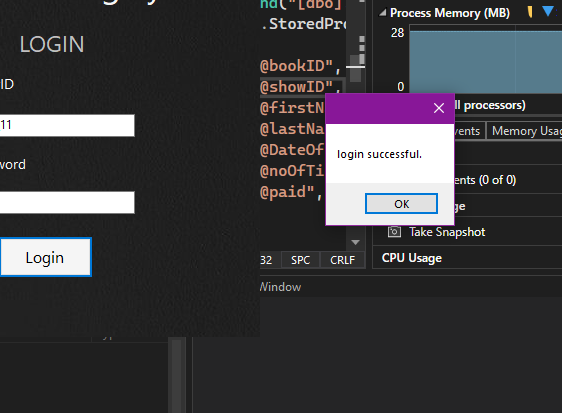 LOGIN
ID
11
word
Login
nd("[dbo]
.StoredPro
@bookID",
@showID",
@firstN
@lastNa
@DateOf
@noOfTi
@paid",
32 SPC CRLF
Window
Process Memory (MB)
28
0
ll processors)
vents Memory Usag
ents (0 of 0)
ge
Take Snapshot
CPU Usage
login successful.
OK